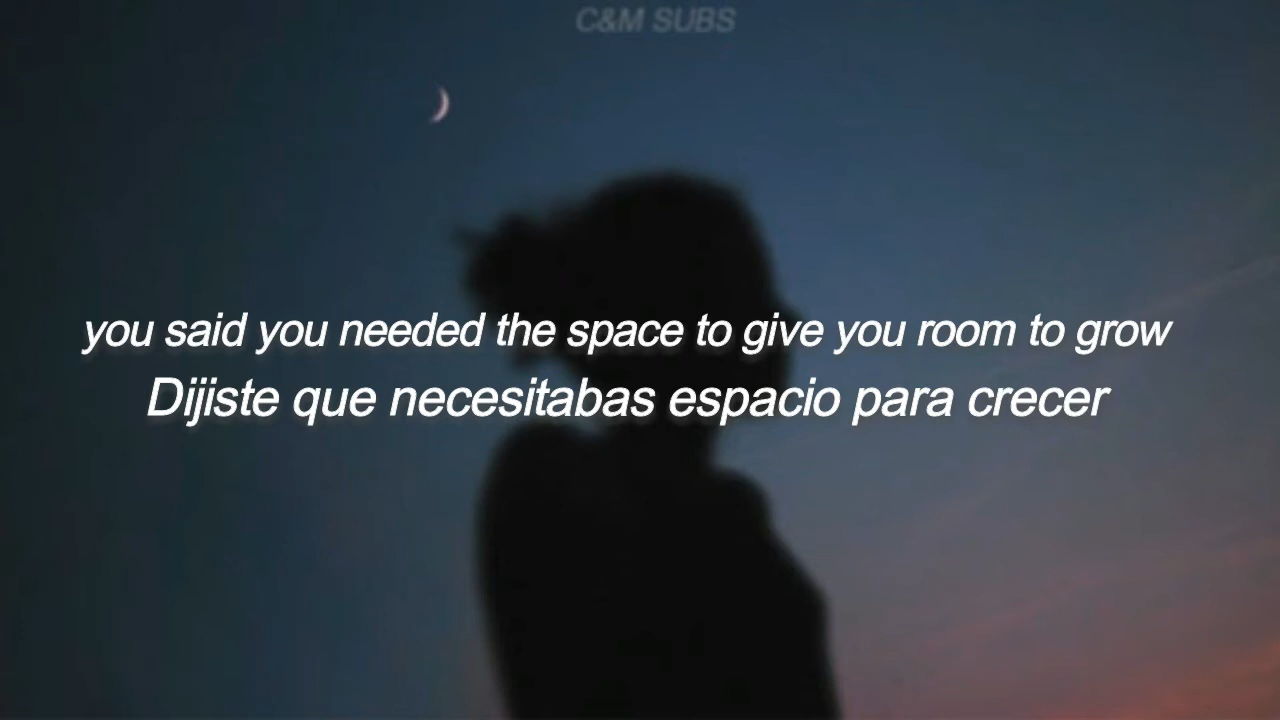 C&M SUBS
you said you needed the space to give you room to grow
Dijiste que necesitabas espacio para crecer